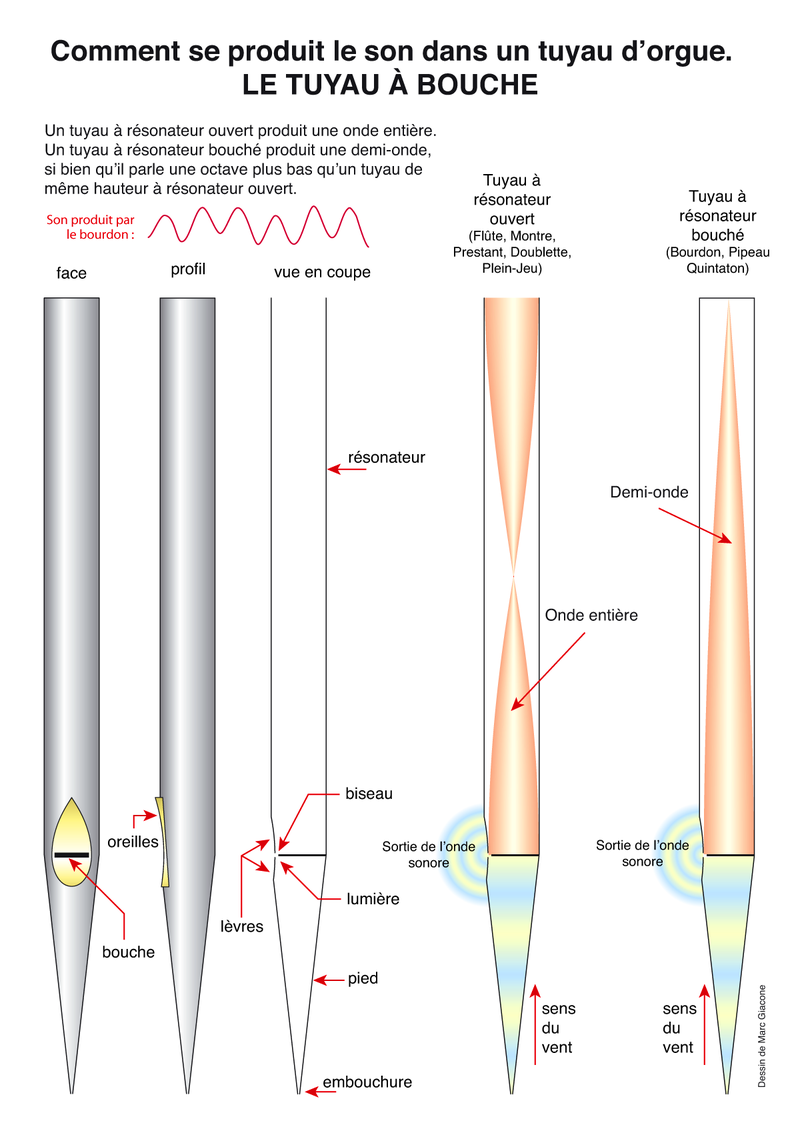 Comment se produit le son dans un tuyau d’orgue.
LE TUYAU À BOUCHE
Un tuyau à résonateur ouvert produit une onde entière.
Un tuyau à résonateur bouché produit une demi-onde,
si bien qu’il parle une octave plus bas qu’un tuyau de
même hauteur à résonateur ouvert.
Son produit par
le bourdon :
face
profil
vue en coupe
Tuyau à
résonateur
ouvert
(Flûte, Montre,
Prestant, Doublette,
Plein-Jeu)
Tuyau à
résonateur
bouché
(Bourdon, Pipeau
Quintaton)
résonateur
Demi-onde
Onde entière
biseau
oreilles
Sortie de l’onde
sonore
Sortie de l’onde
sonore
lumière
lèvres
bouche
pied
sens
du
vent
sens
du
vent
embouchure
Dessin de Marc Giacone